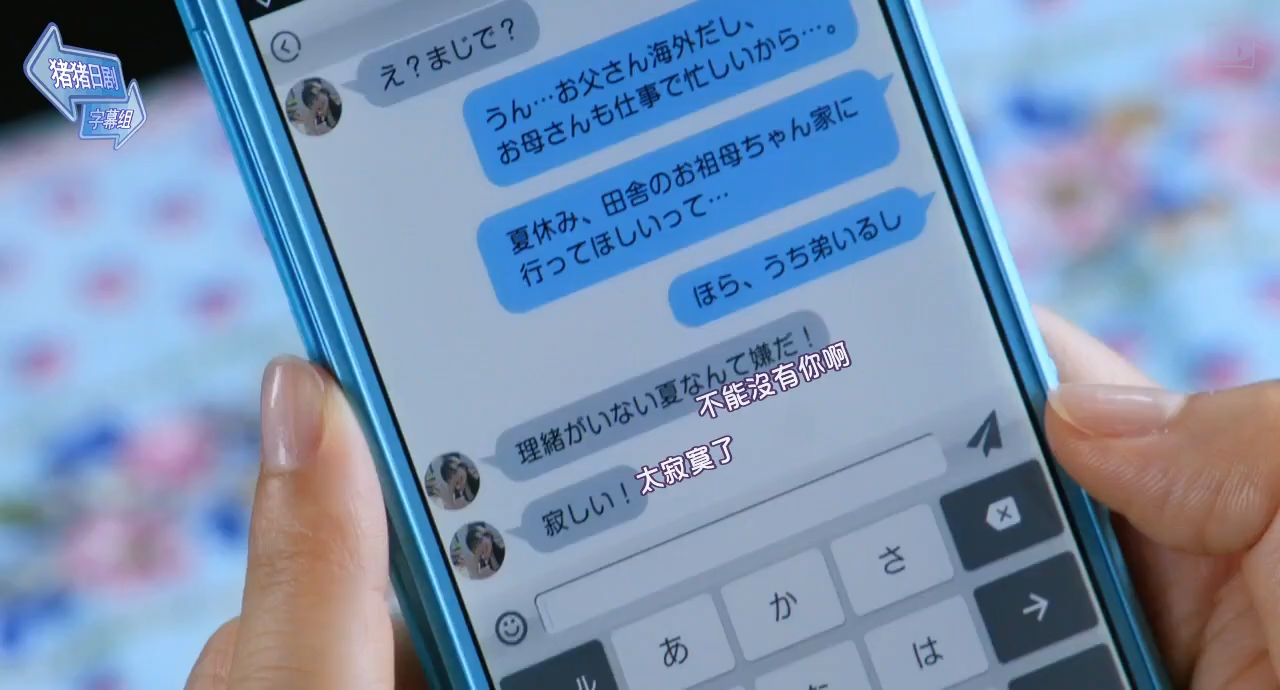 猪猪日剧
字幕组
え？まじで？
うん…お父さん海外だし、
お母さんも仕事で忙しいから…。
夏休み、田舎のお祖母ちゃん家に
行ってほしいって…
ほら、うち弟いるし
理緒がいない夏なんて嫌だ！
不能沒有你啊
寂しい！
太寂寞了
さ
か
あ
は